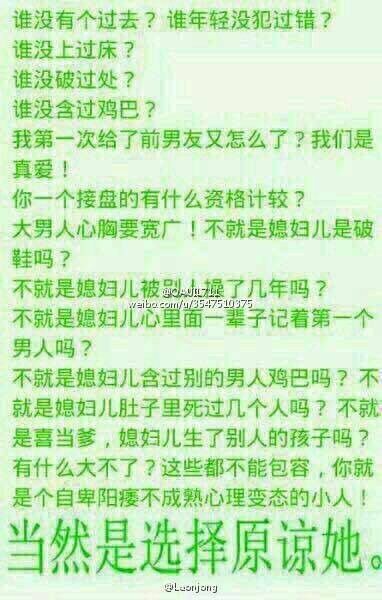 谁没有个过去？ 谁年轻没犯过错？
谁没上过床？
谁没破过处？
谁没含过鸡巴？
我第一次给了前男友又怎么了？我们是
真爱！
你一个接盘的有什么资格计较？
大男人心胸要宽广！不就是媳妇儿是破
鞋吗？
不就是媳妇儿被别人
了几年吗？
weibo.com/u/3547510375
不就是媳妇儿心里面一辈子记着第一个
男人吗？
不就是媳妇儿含过别的男人鸡巴吗？ 不
就是媳妇儿肚子里死过几个人吗？ 不就
是喜当爹，媳妇儿生了别人的孩子吗？
有什么大不了？这些都不能包容，你就
是个自卑阳痿不成熟心理变态的小人！
当然是选择原谅她。
@Leonjong